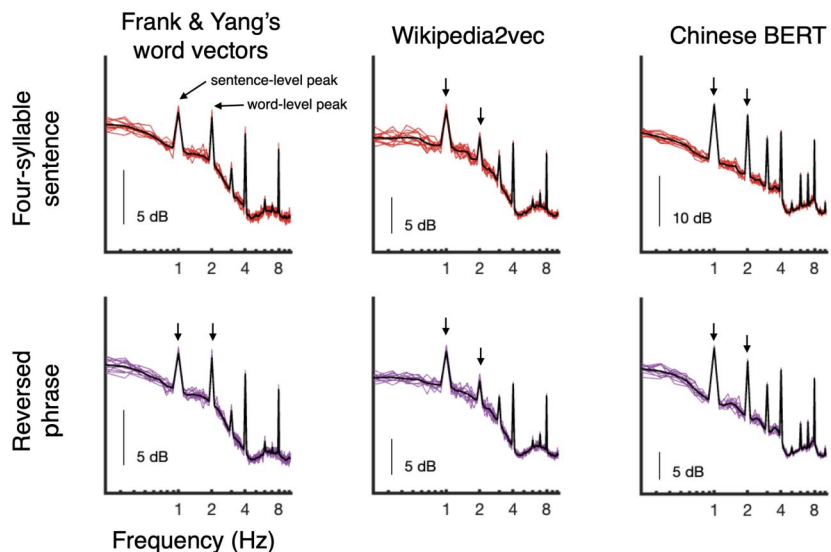 Frank & Yang's
word vectors
Wikipedia2vec
Chinese BERT
Four-syllable
sentence
sentence-level peak
word-level peak
5 dB
1 2 4 8
5 dB
1 2 4 8
10 dB
1 2 4 8
Reversed
phrase
5 dB
1 2 4 8
5 dB
1 2 4 8
5 dB
1 2 4 8
Frequency (Hz)